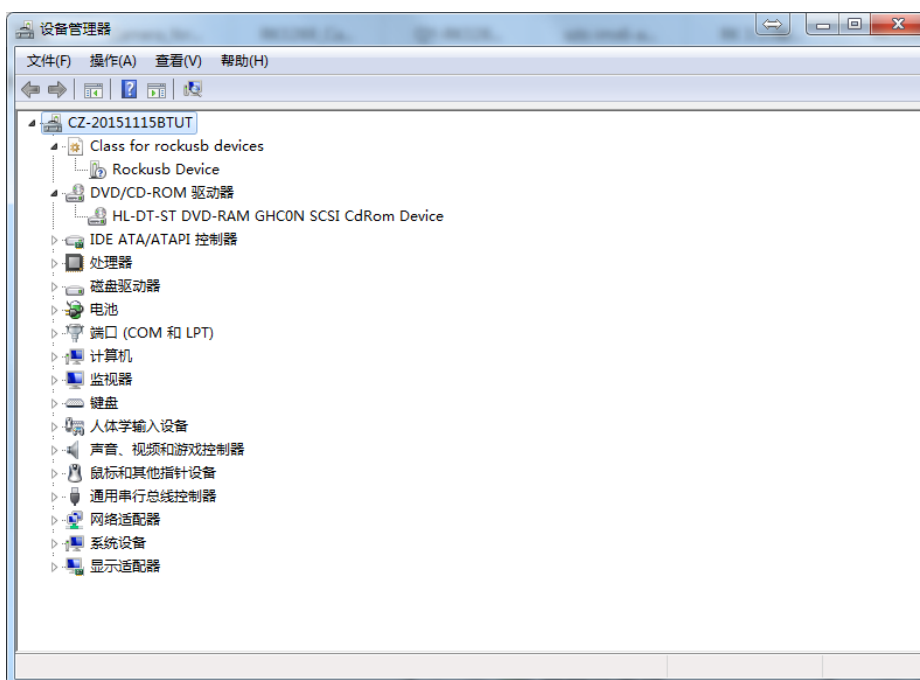 设备管理器
文件(F) 操作(A) 查看(V) 帮助(H)
CZ-20151115BTUT
Class for rockusb devices
Rockusb Device
DVD/CD-ROM 驱动器
HL-DT-ST DVD-RAM GHC0N SCSI CdRom Device
IDE ATA/ATAPI 控制器
处理器
磁盘驱动器
电池
端口 (COM 和 LPT)
计算机
监视器
键盘
人体学输入设备
声音、视频和游戏控制器
鼠标和其他指针设备
通用串行总线控制器
网络适配器
系统设备
显示适配器